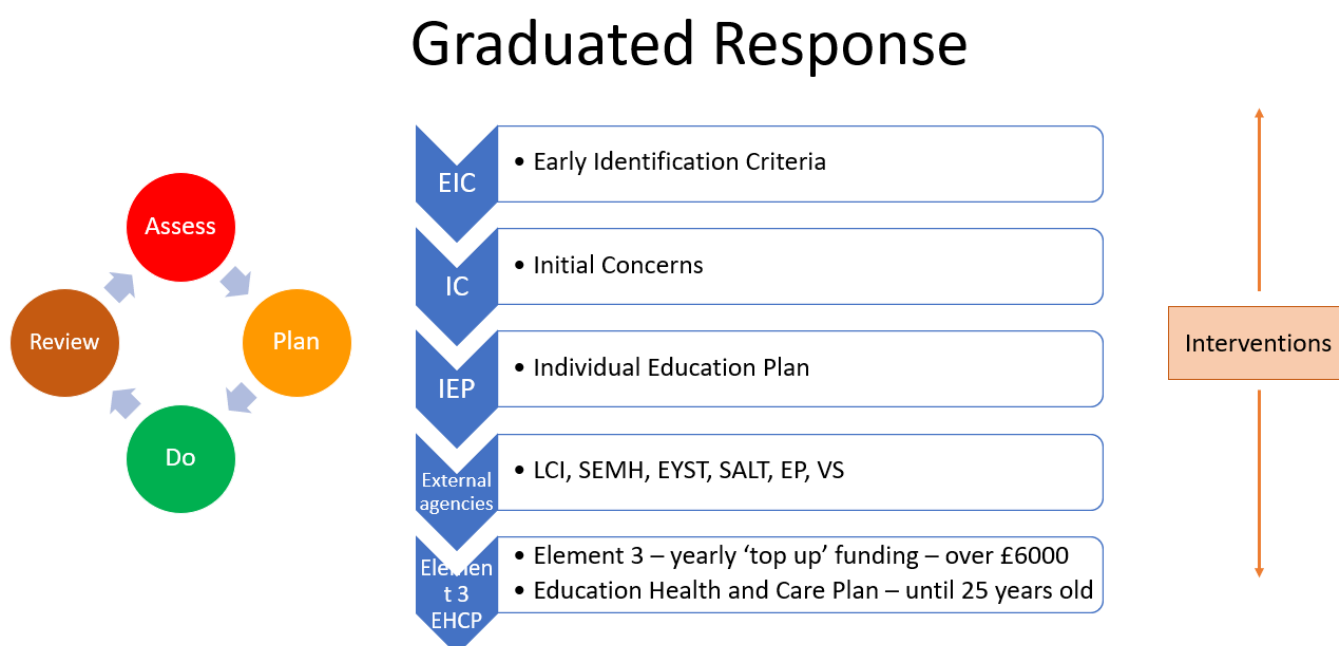 Graduated Response
Assess
Plan
Do
Review
EIC
• Early Identification Criteria
IC
• Initial Concerns
IEP
• Individual Education Plan
External
agencies
• LCI, SEMH, EYST, SALT, EP, VS
Elemen
t 3
EHCP
• Element 3 – yearly ‘top up’ funding – over £6000
• Education Health and Care Plan – until 25 years old
Interventions